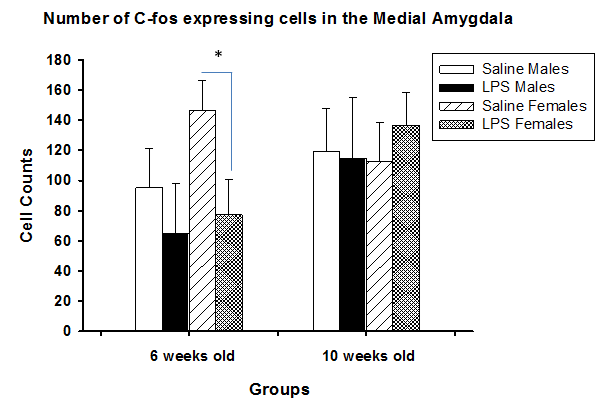 Number of C-fos expressing cells in the Medial Amygdala
180
160
140
120
100
80
60
40
20
0
Cell Counts
*
Saline Males
LPS Males
Saline Females
LPS Females
6 weeks old
10 weeks old
Groups